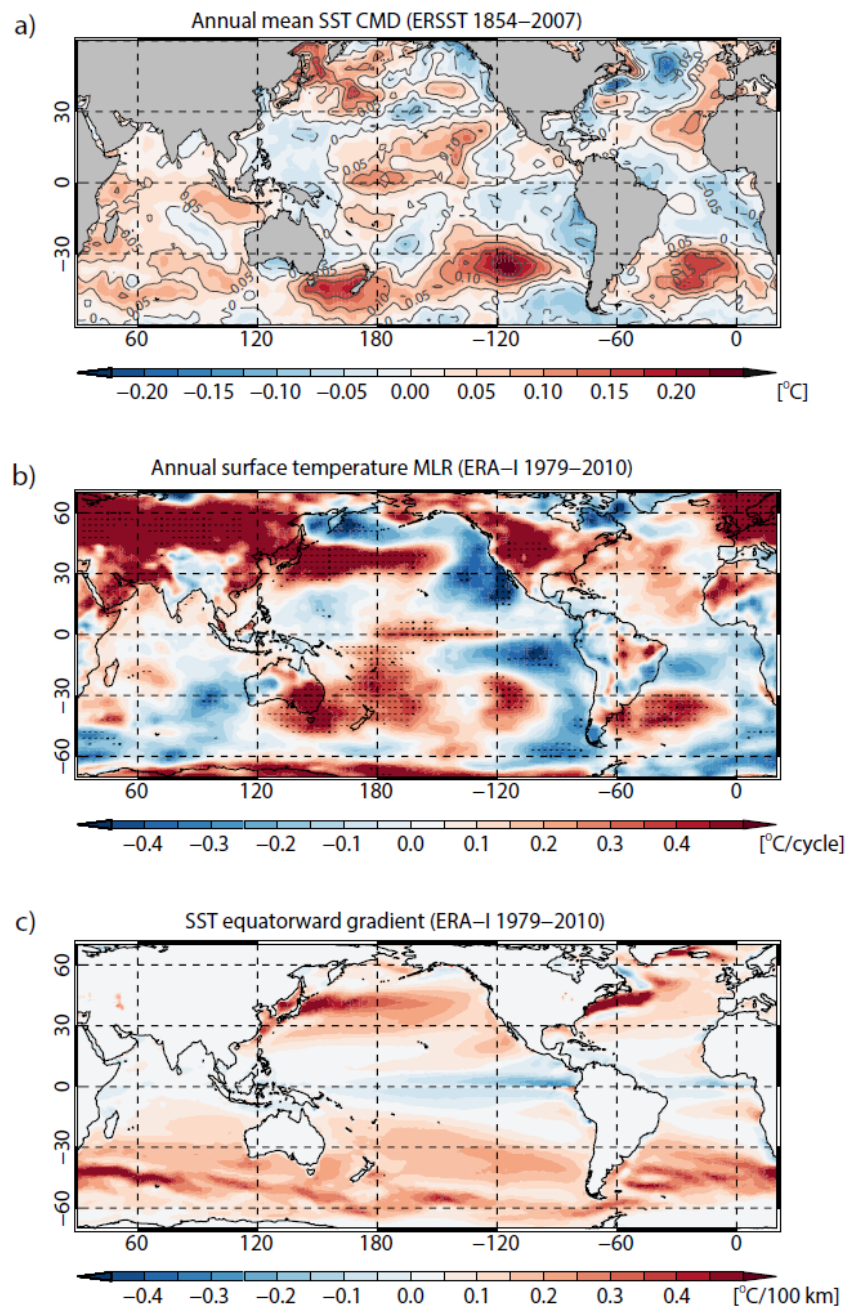 a)
Annual mean SST CMD (ERSST 1854−2007)
30
0
−30
60 120 180 −120 −60 0
−0.20 −0.15 −0.10 −0.05 0.00 0.05 0.10 0.15 0.20 [°C]
b)
Annual surface temperature MLR (ERA−I 1979−2010)
60
30
0
−30
−60
60 120 180 −120 −60 0
−0.4 −0.3 −0.2 −0.1 0.0 0.1 0.2 0.3 0.4 [°C/cycle]
c)
SST equatorward gradient (ERA−I 1979−2010)
60
30
0
−30
−60
60 120 180 −120 −60 0
−0.4 −0.3 −0.2 −0.1 0.0 0.1 0.2 0.3 0.4 [°C/100 km]